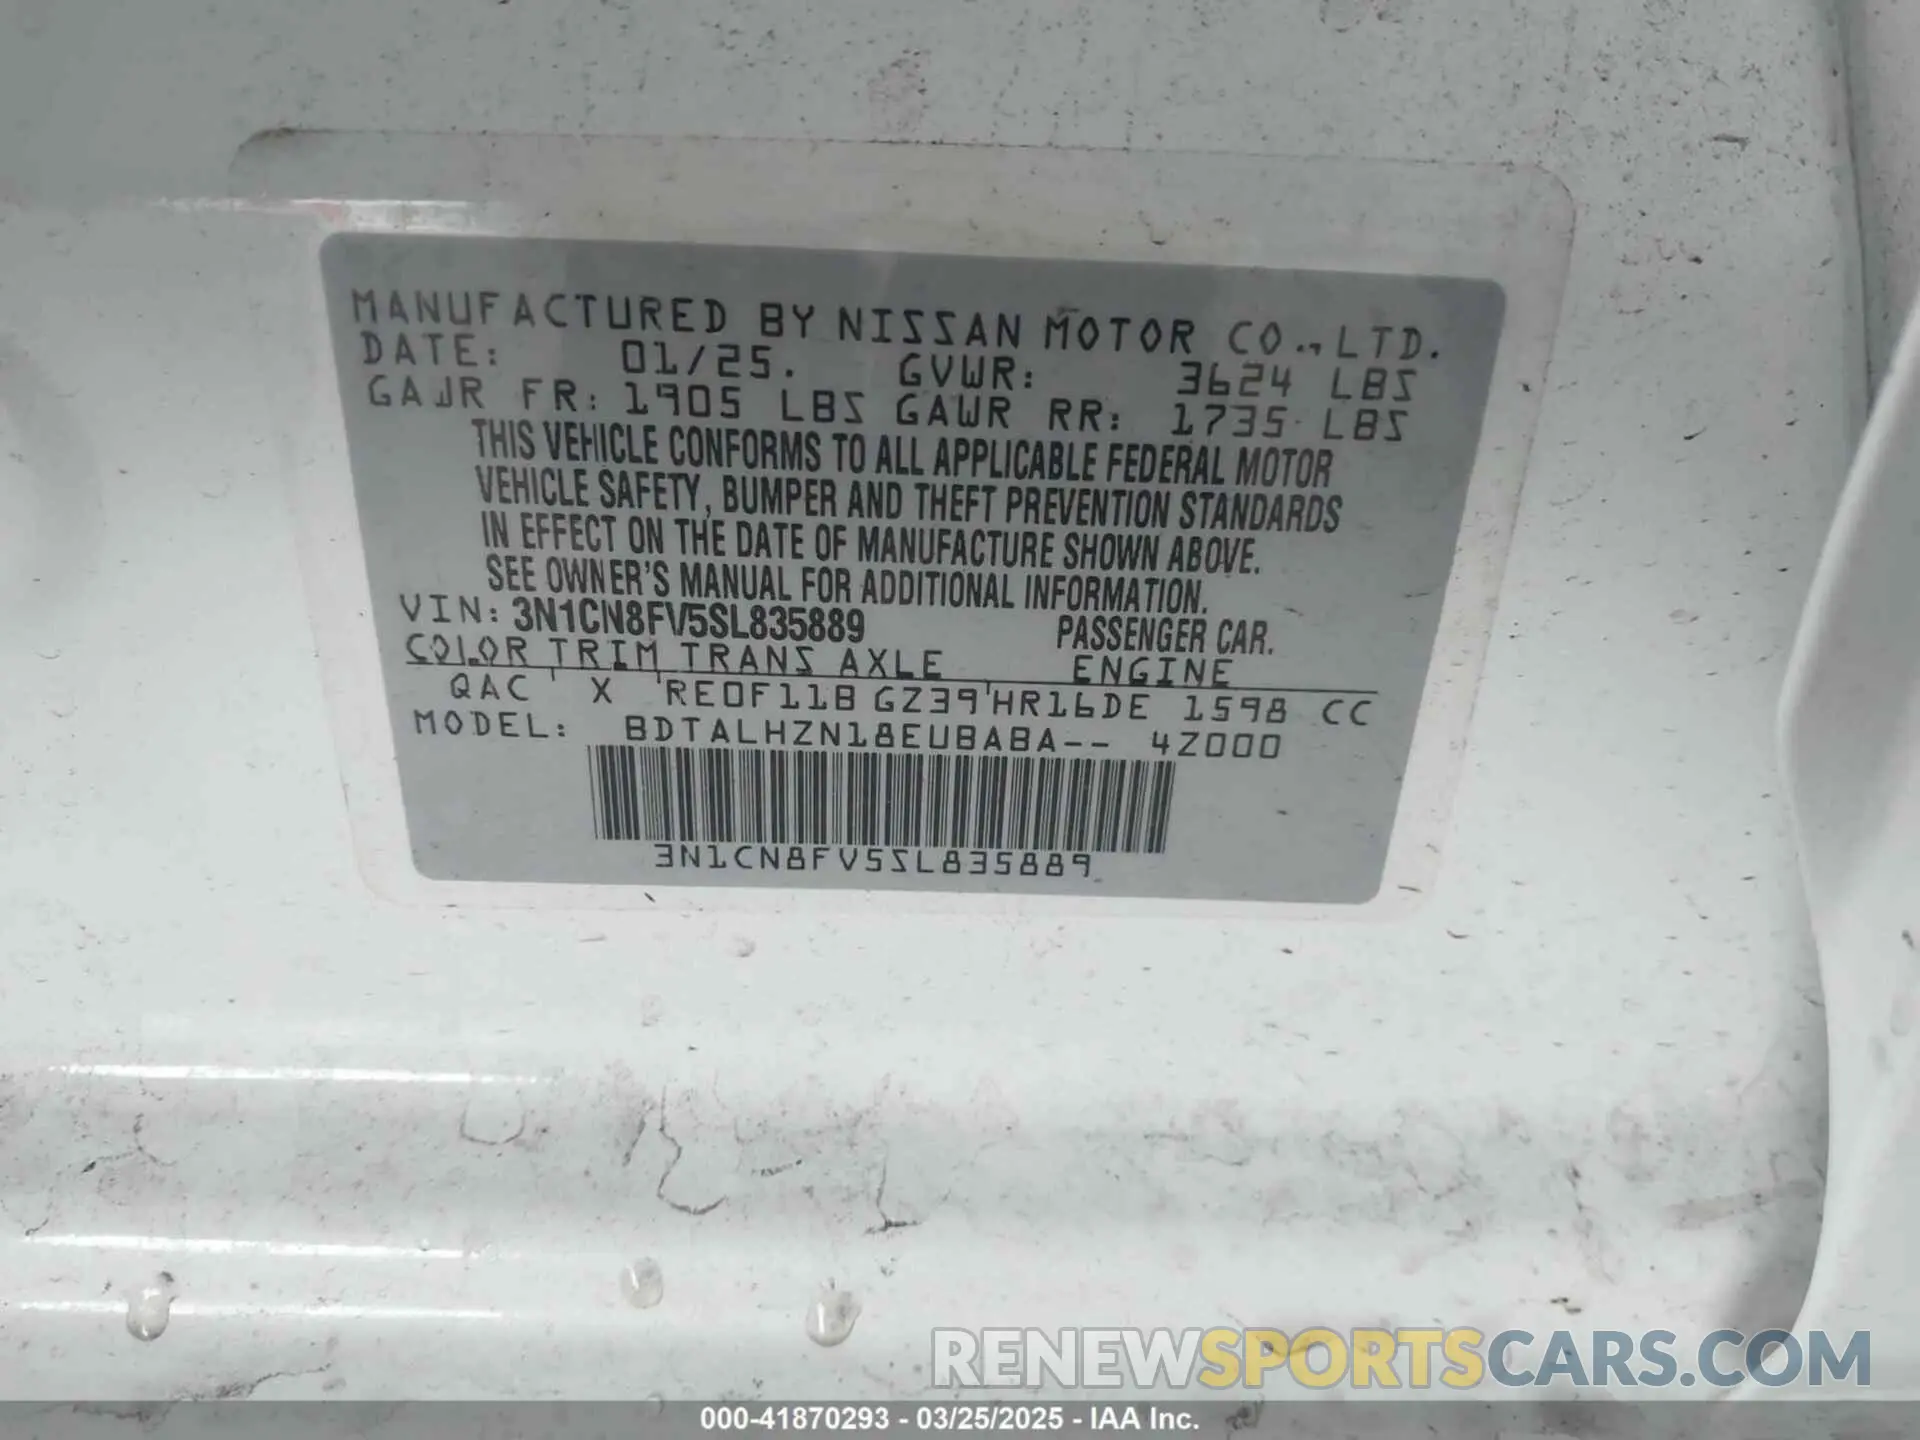 MANUFACTURED BY NISSAN MOTOR CO., LTD.
DATE: 01/25. GVWR: 3624 LBS
GAWR FR: 1905 LBS GAWR RR: 1735 LBS
THIS VEHICLE CONFORMS TO ALL APPLICABLE FEDERAL MOTOR
VEHICLE SAFETY, BUMPER AND THEFT PREVENTION STANDARDS
IN EFFECT ON THE DATE OF MANUFACTURE SHOWN ABOVE.
SEE OWNER'S MANUAL FOR ADDITIONAL INFORMATION.
VIN: 3N1CN8FV5SL835889 PASSENGER CAR.
COLOR TRIM TRANS AXLE ENGINE
QAC X RE0F11B GZ39 HR16DE 1598 CC
MODEL: BDTALHZN18EUBABA-- 4Z000
3N1CN8FV5SL835889
RENEWSPORTSCARS.COM
000-41870293 - 03/25/2025 - IAA Inc.